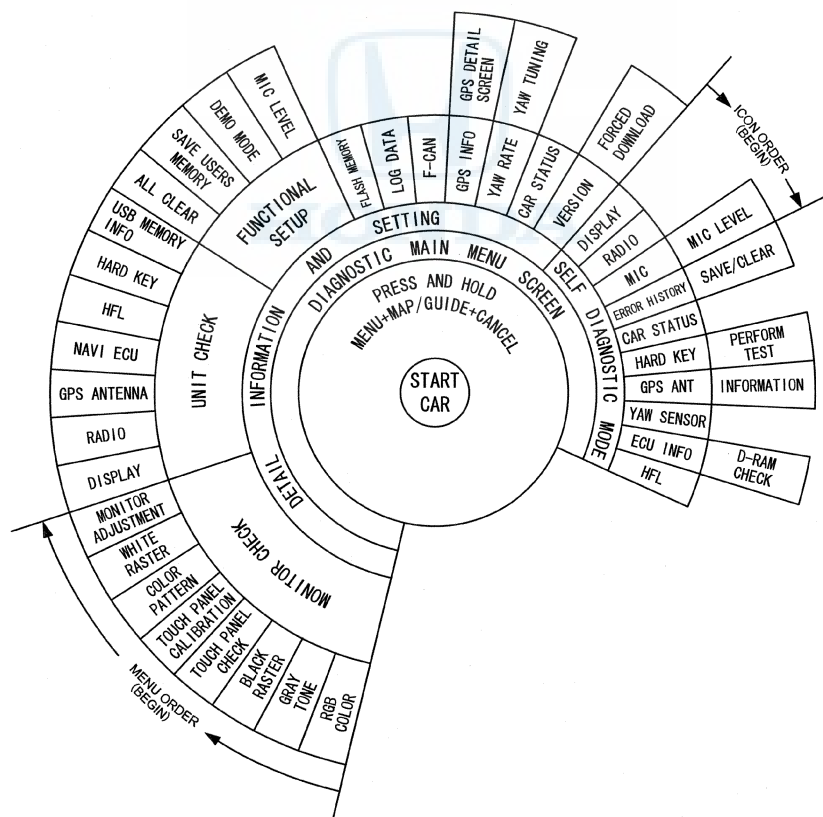 START
CAR
PRESS AND HOLD
MENU+MAP/GUIDE+CANCEL
DIAGNOSTIC MAIN MENU SCREEN
DETAIL INFORMATION AND SETTING
SELF DIAGNOSTIC MODE
MONITOR CHECK
RGB
COLOR
GRAY
TONE
BLACK
RASTER
TOUCH PANEL
CHECK
TOUCH PANEL
CALIBRATION
COLOR
PATTERN
WHITE
RASTER
MONITOR
ADJUSTMENT
UNIT CHECK
DISPLAY
RADIO
GPS ANTENNA
NAVI ECU
HFL
HARD KEY
USB MEMORY
INFO
FUNCTIONAL
SETUP
ALL CLEAR
SAVE USERS
MEMORY
DEMO MODE
MIC LEVEL
FLASH MEMORY
LOG DATA
F-CAN
GPS INFO
GPS DETAIL
SCREEN
YAW RATE
YAW TUNING
CAR STATUS
VERSION
FORCED
DOWNLOAD
DISPLAY
RADIO
MIC
MIC LEVEL
ERROR HISTORY
SAVE/CLEAR
CAR STATUS
HARD KEY
PERFORM
TEST
GPS ANT
INFORMATION
YAW SENSOR
ECU INFO
D-RAM
CHECK
HFL
ICON ORDER
(BEGIN)
MENU ORDER
(BEGIN)